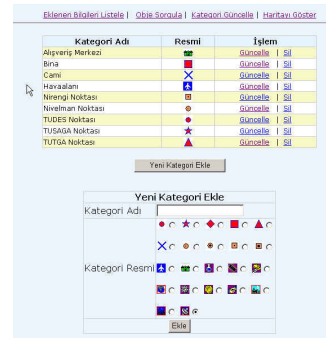 Eklenen Bilgileri Listele | Obje Sorgula | Kategori Güncelle | Haritayı Göster
Kategori Adı Resmi İşlem
Alışveriş Merkezi Güncelle | Sil
Bina Güncelle | Sil
Cami Güncelle | Sil
Havaalanı Güncelle | Sil
Nirengi Noktası Güncelle | Sil
Nivelman Noktası Güncelle | Sil
TUDES Noktası Güncelle | Sil
TUSAGA Noktası Güncelle | Sil
TUTGA Noktası Güncelle | Sil
Yeni Kategori Ekle
Yeni Kategori Ekle
Kategori Adı
Kategori Resmi
Ekle